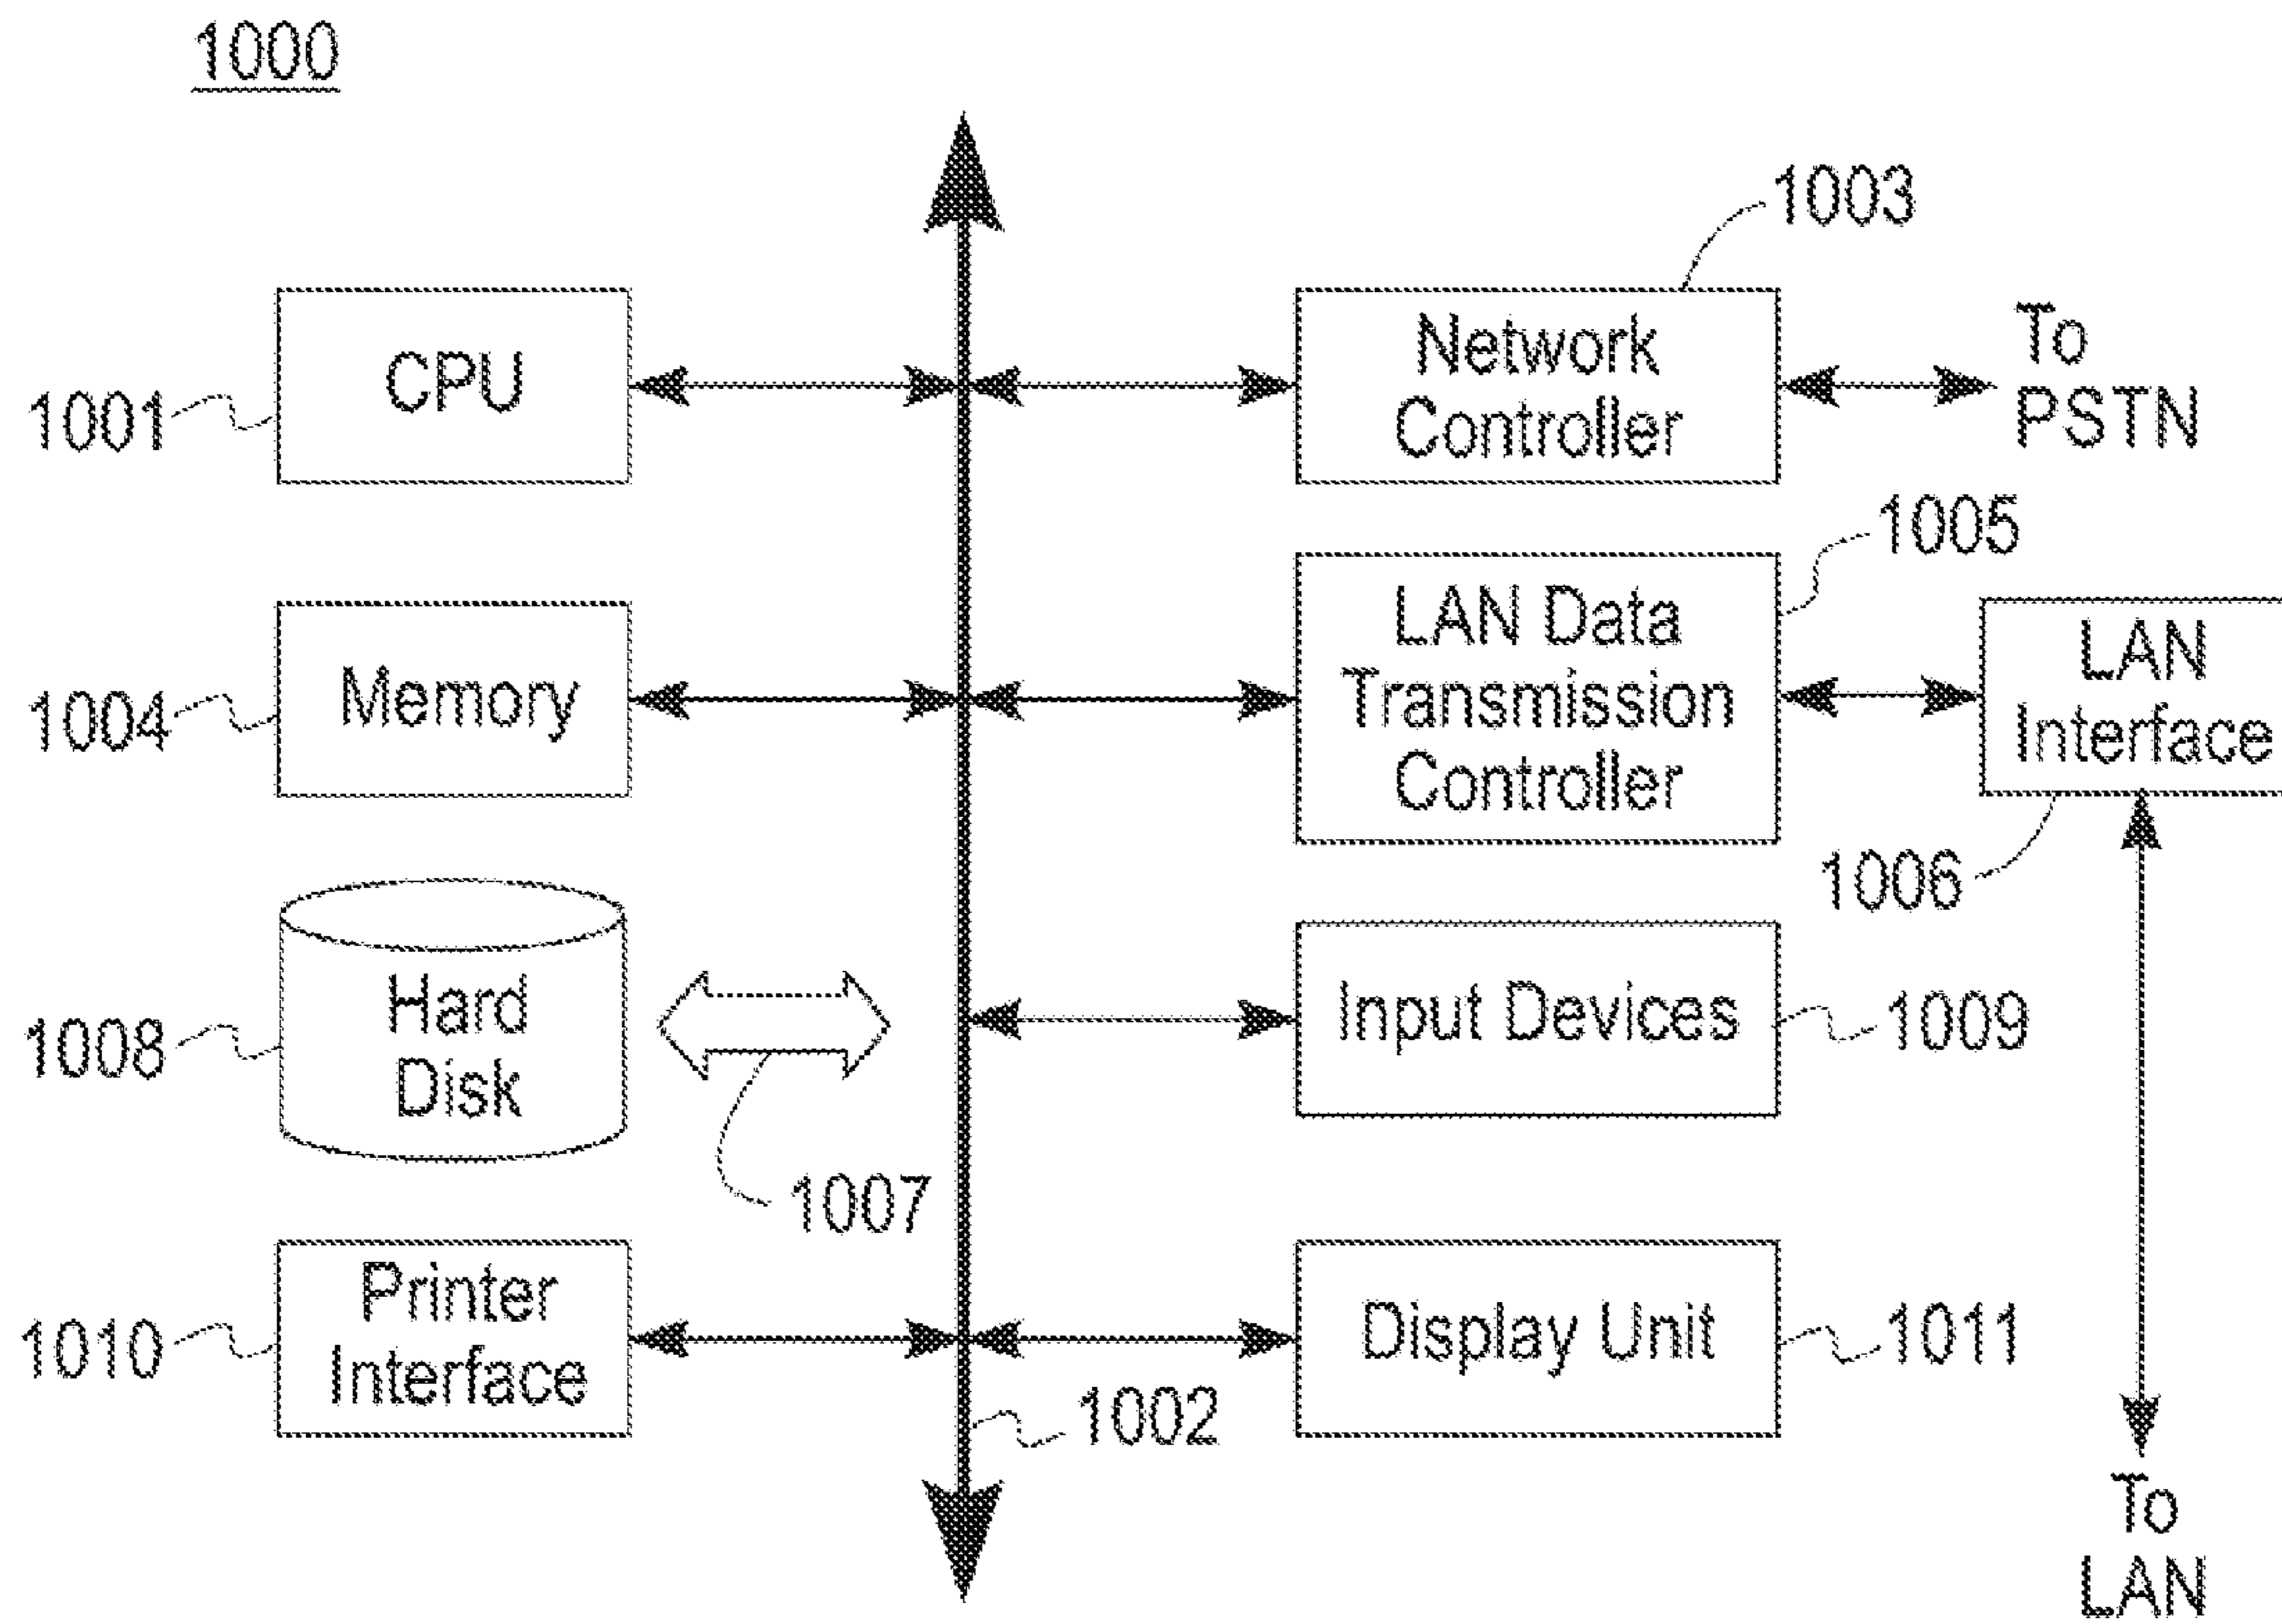 1000
1003
CPU
Network
Controller
To
PSTN
1001
1005
Memory
LAN Data
Transmission
Controller
LAN
Interface
1004
1006
Hard
Disk
1008
Input Devices
1009
1007
Printer
Interface
1010
Display Unit
1011
1002
To
LAN